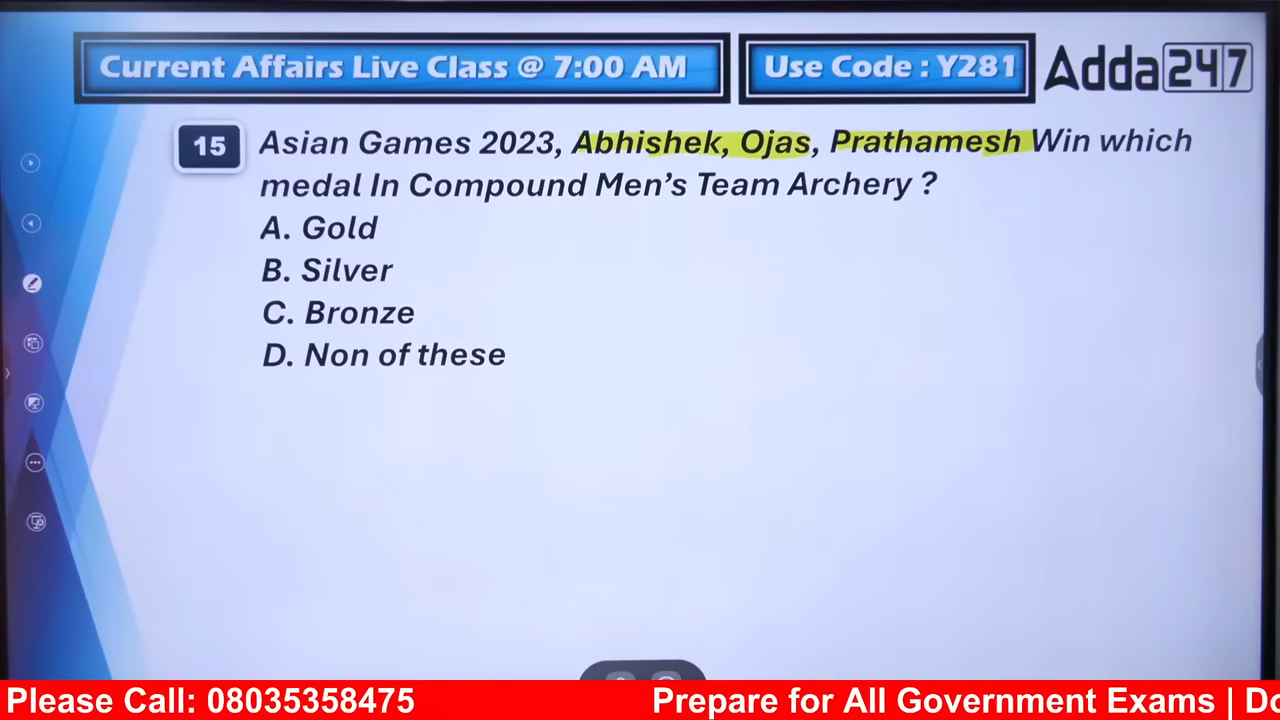 Current Affairs Live Class @ 7:00 AM
Use Code : Y281
Adda247
15
Asian Games 2023, Abhishek, Ojas, Prathamesh Win which
medal In Compound Men's Team Archery ?
A. Gold
B. Silver
C. Bronze
D. Non of these
Please Call: 08035358475
Prepare for All Government Exams | Do